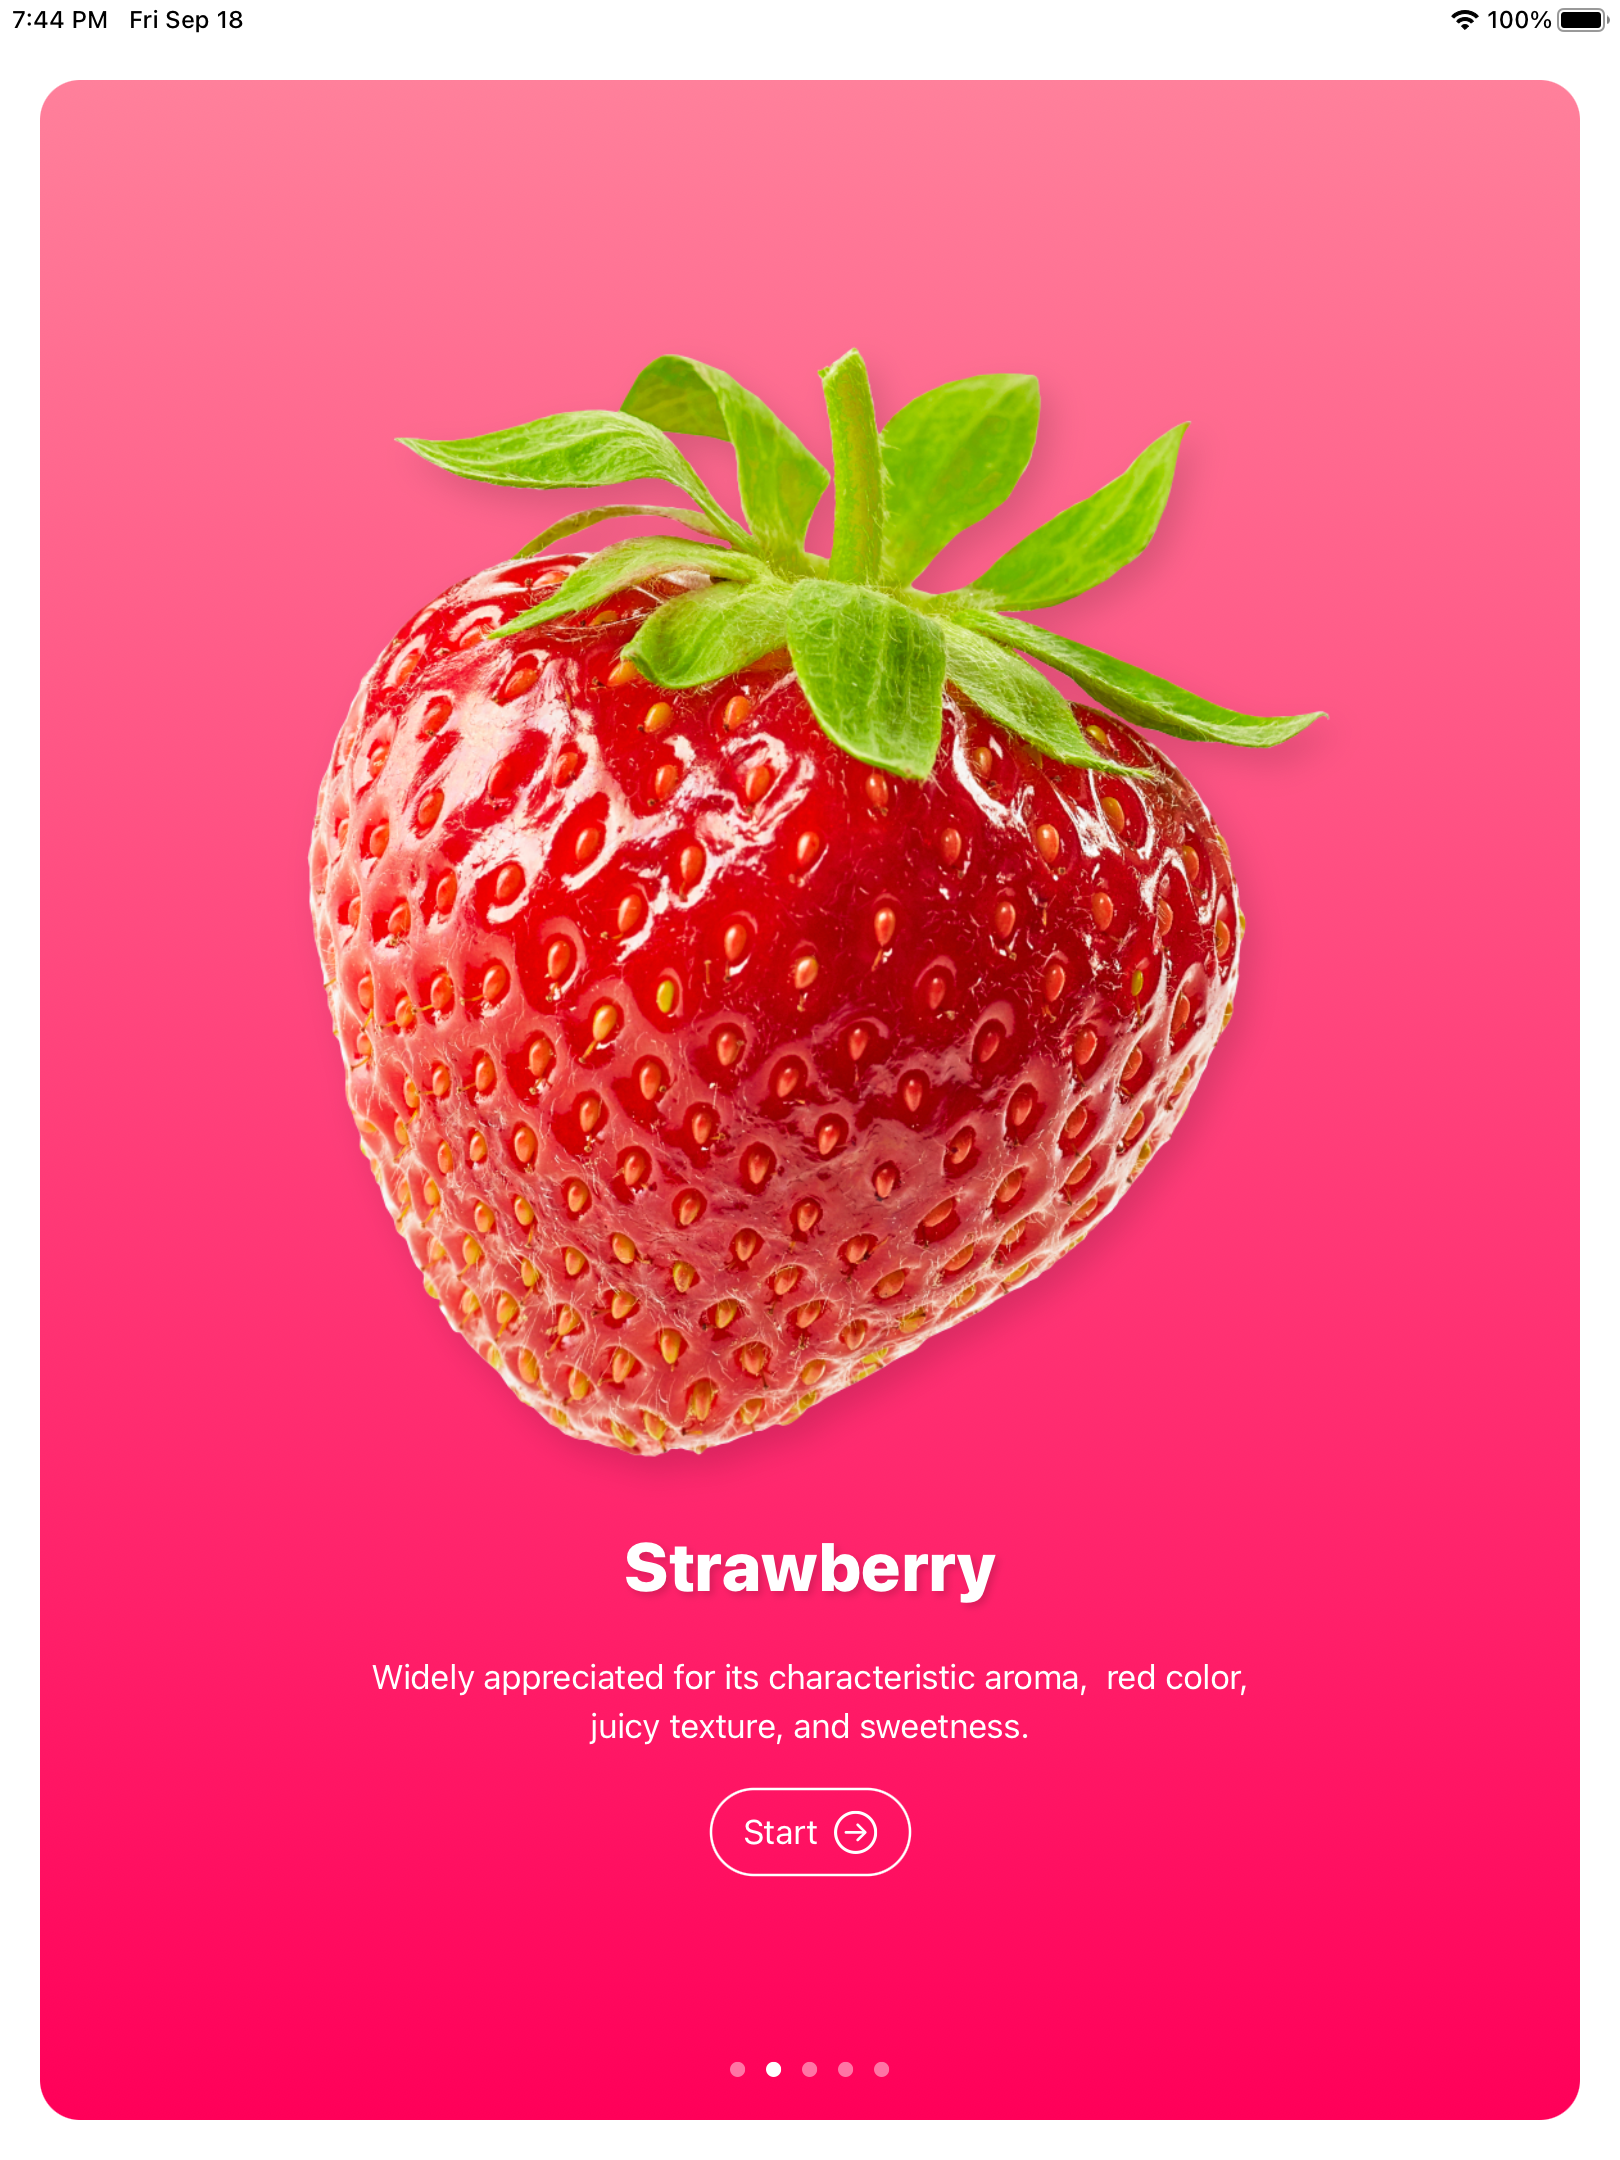 7:44 PM Fri Sep 18 100%
Strawberry
Widely appreciated for its characteristic aroma,  red color,
juicy texture, and sweetness.
Start